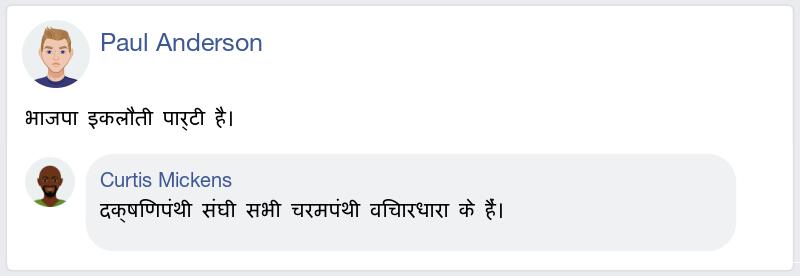 Paul Anderson
भाजपा इकलौती पार्टी है।
Curtis Mickens
दक्षिणपंथी संघी सभी चरमपंथी विचारधारा के हैं।